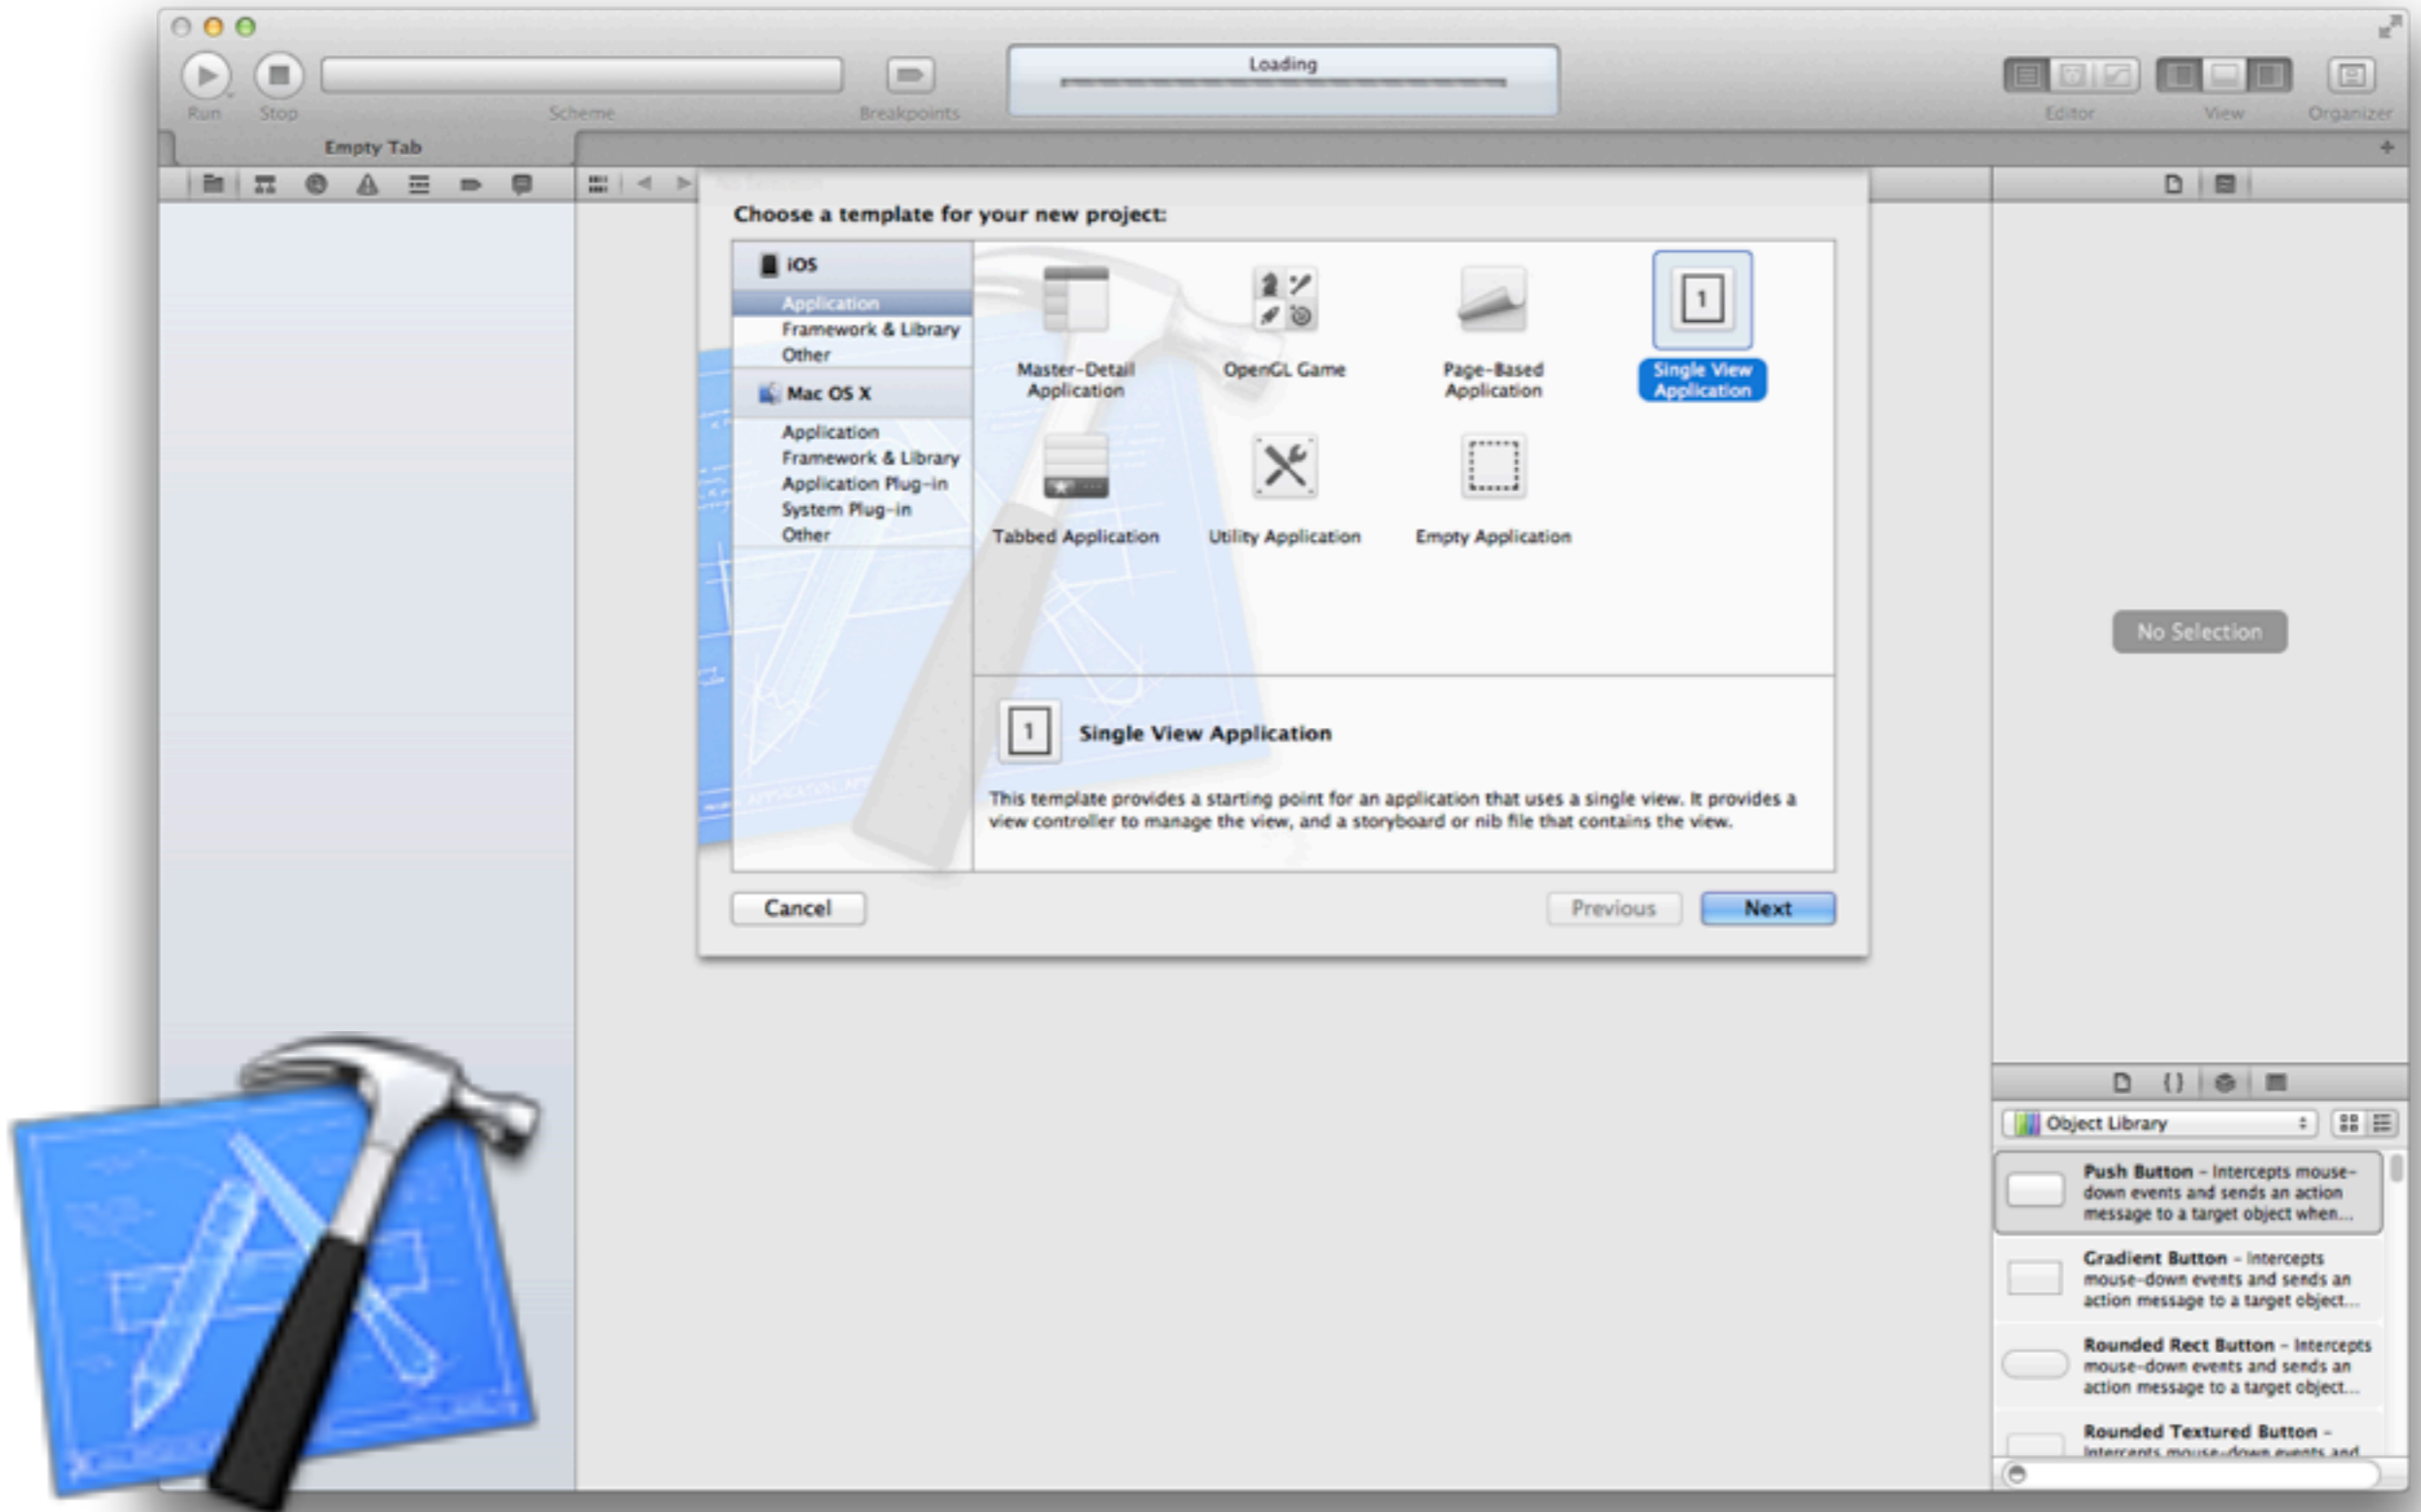 Loading
Run
Stop
Scheme
Breakpoints
Editor
View
Organizer
Empty Tab
Choose a template for your new project:
iOS
Application
Framework & Library
Other
Mac OS X
Application
Framework & Library
Application Plug-in
System Plug-in
Other
Master-Detail
Application
OpenGL Game
Page-Based
Application
1
Single View
Application
Tabbed Application
Utility Application
Empty Application
1
Single View Application
This template provides a starting point for an application that uses a single view. It provides a
view controller to manage the view, and a storyboard or nib file that contains the view.
Cancel
Previous
Next
No Selection
{}
Object Library
Push Button - Intercepts mouse-
down events and sends an action
message to a target object when...
Gradient Button - Intercepts
mouse-down events and sends an
action message to a target object...
Rounded Rect Button - Intercepts
mouse-down events and sends an
action message to a target object...
Rounded Textured Button -
Intercepts mouse-down events and